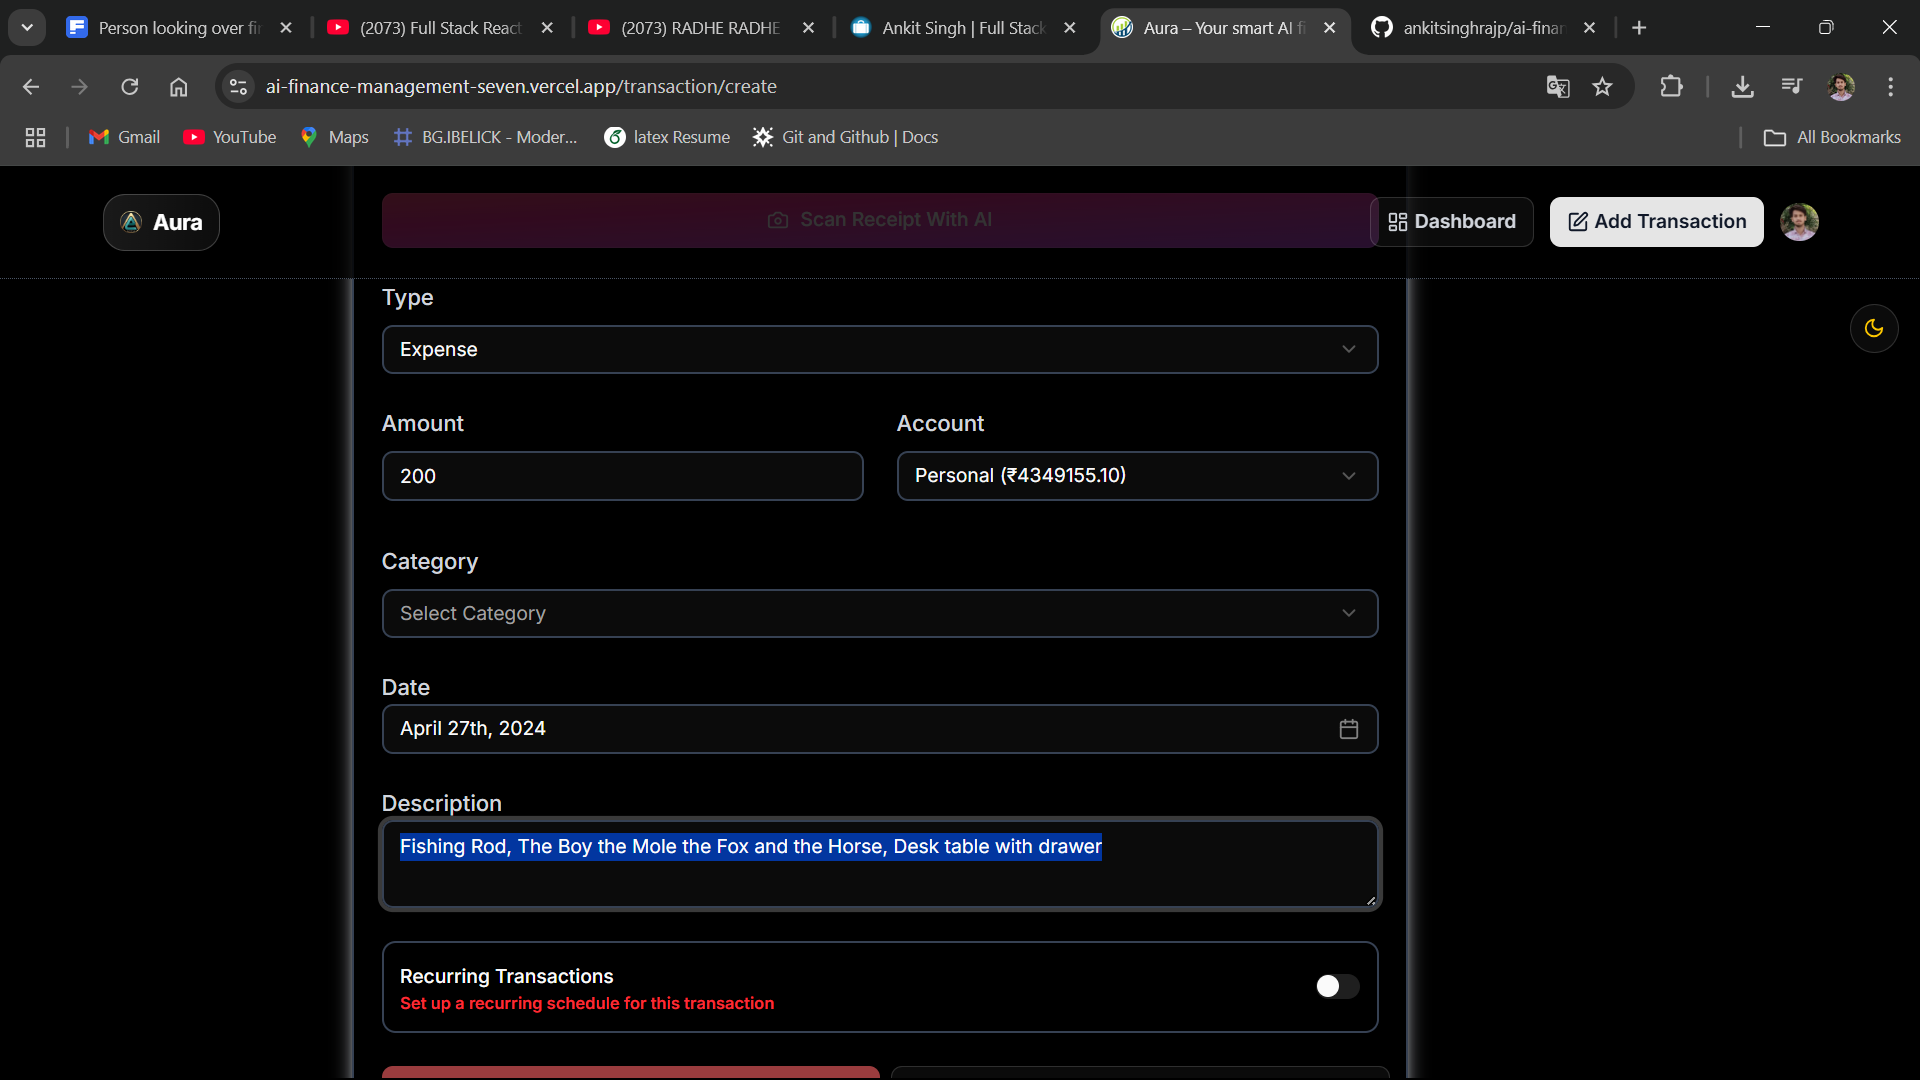 Person looking over fi
(2073) Full Stack React
(2073) RADHE RADHE
Ankit Singh | Full Stack
Aura – Your smart AI fi
ankitsinghrajp/ai-finan
ai-finance-management-seven.vercel.app/transaction/create
Gmail
YouTube
Maps
BG.IBELICK - Moder...
latex Resume
Git and Github | Docs
All Bookmarks
Aura
Scan Receipt With AI
Dashboard
Add Transaction
Type
Expense
Amount
Account
200
Personal (₹4349155.10)
Category
Select Category
Date
April 27th, 2024
Description
Fishing Rod, The Boy the Mole the Fox and the Horse, Desk table with drawer
Recurring Transactions
Set up a recurring schedule for this transaction